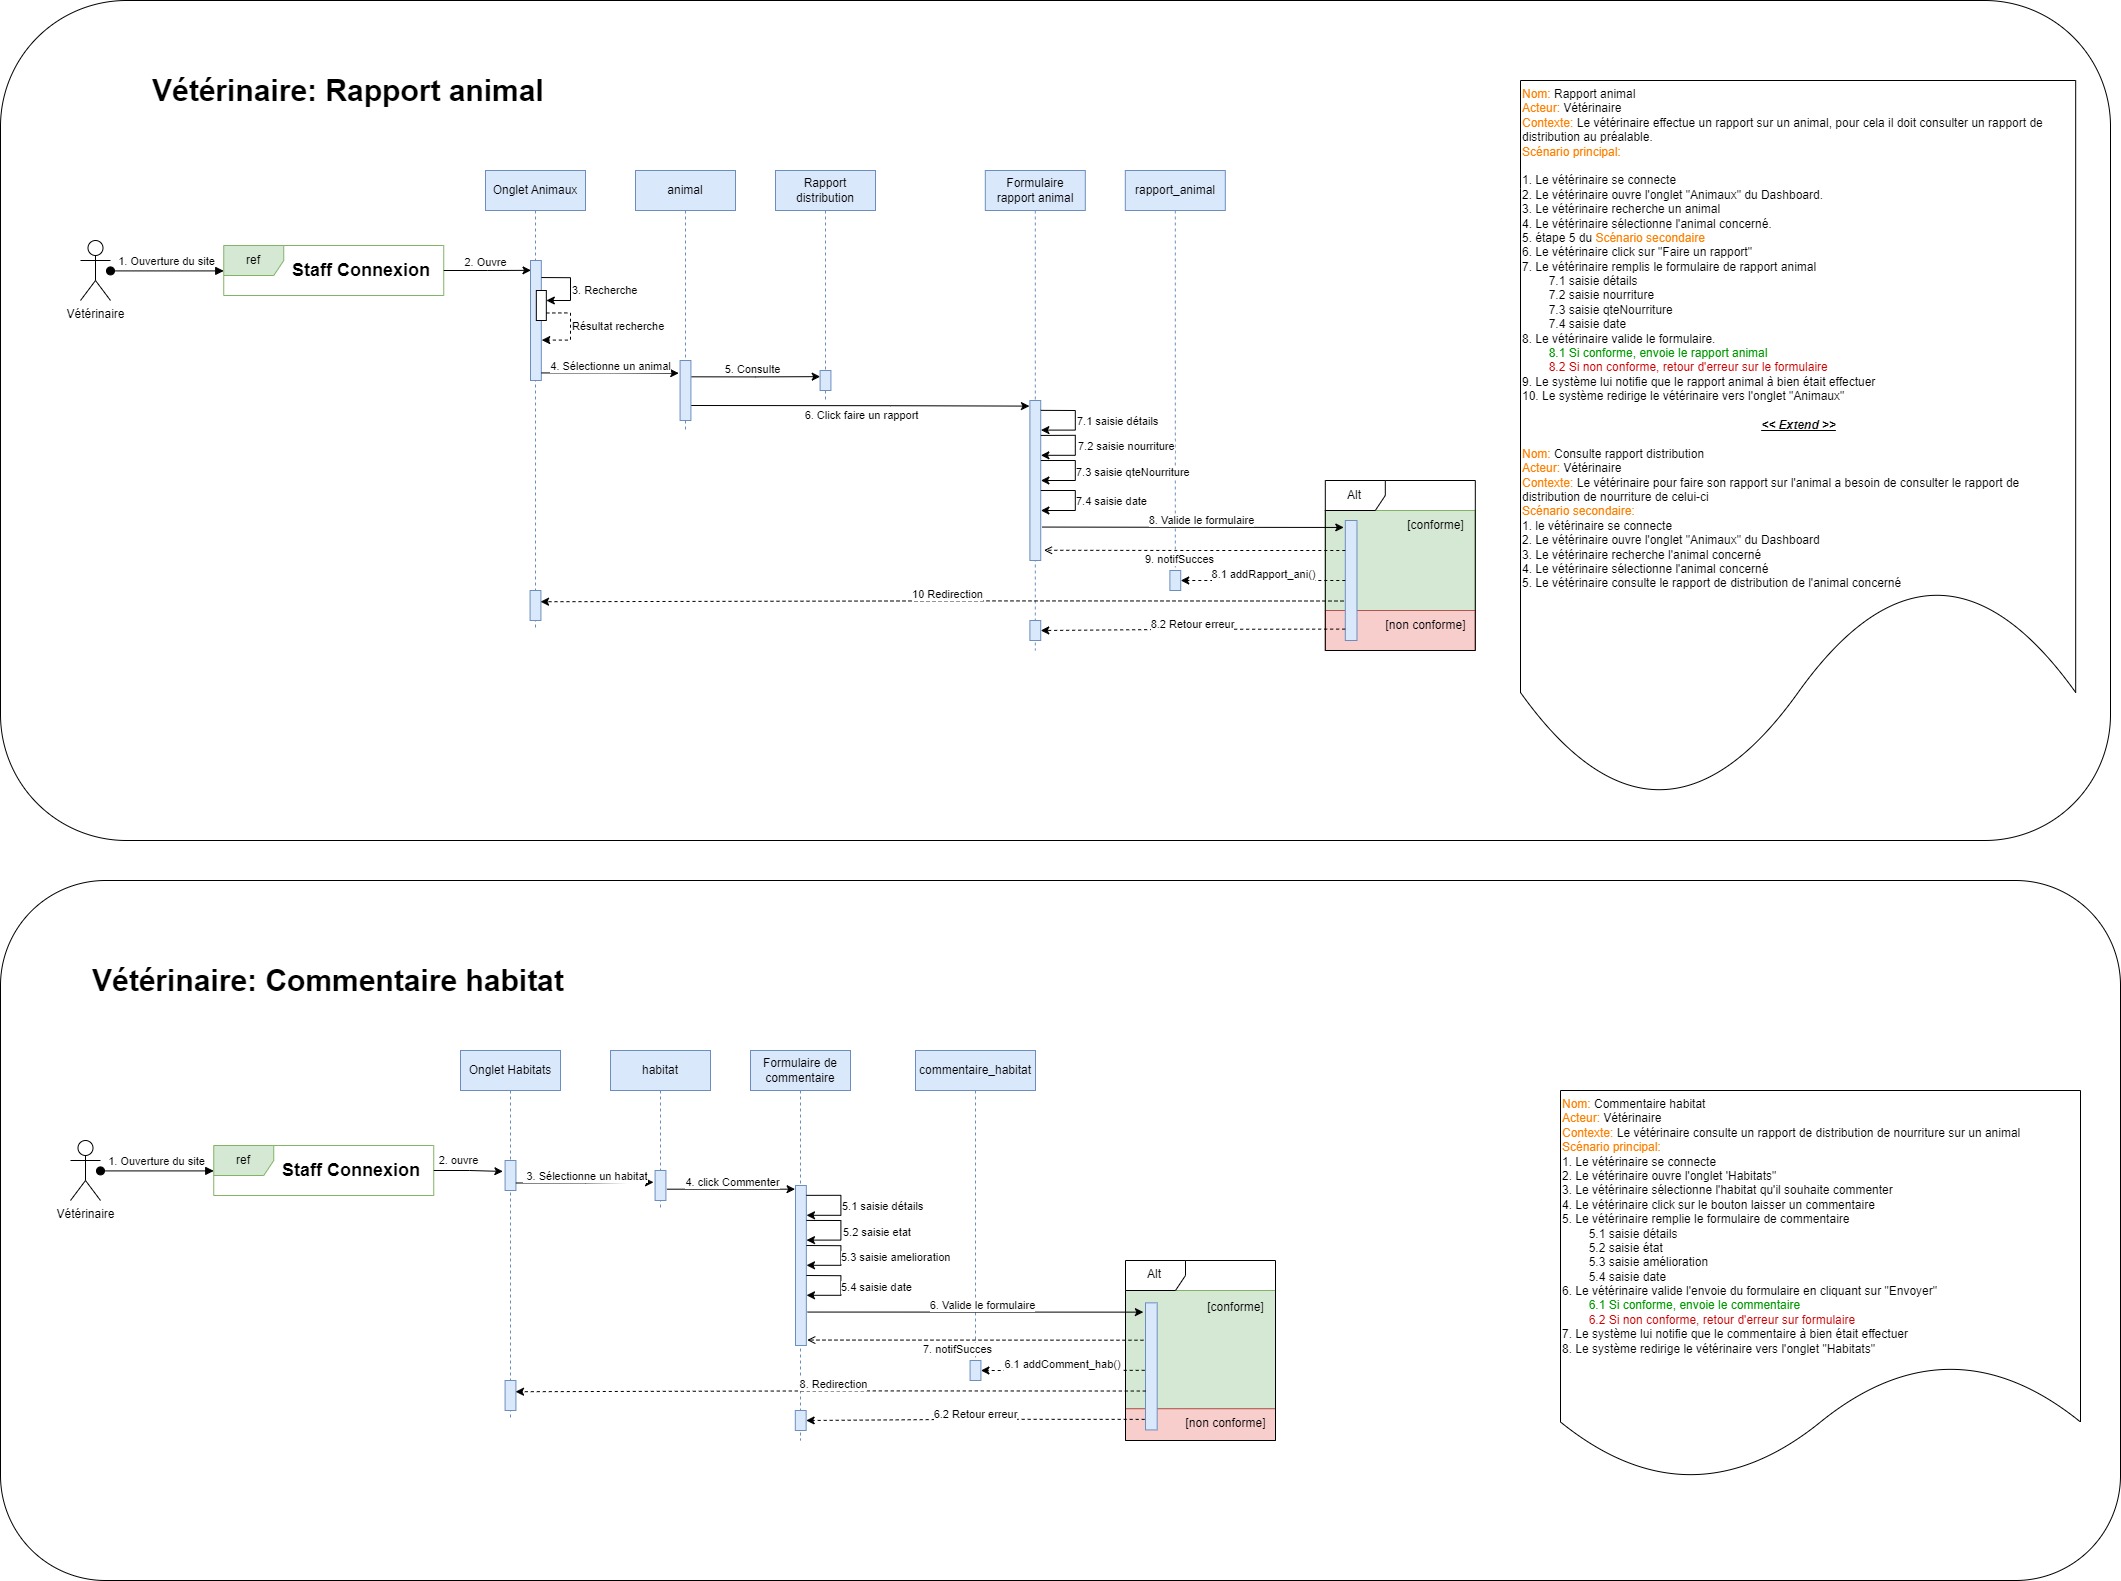 Vétérinaire: Rapport animal
Onglet Animaux
animal
Rapport
distribution
Formulaire
rapport animal
rapport_animal
Vétérinaire
1. Ouverture du site
ref
Staff Connexion
2. Ouvre
3. Recherche
Résultat recherche
4. Sélectionne un animal
5. Consulte
6. Click faire un rapport
7.1 saisie détails
7.2 saisie nourriture
7.3 saisie qteNourriture
7.4 saisie date
Alt
8. Valide le formulaire
[conforme]
9. notifSucces
8.1 addRapport_ani()
10 Redirection
8.2 Retour erreur
[non conforme]
Nom: Rapport animal
Acteur: Vétérinaire
Contexte: Le vétérinaire effectue un rapport sur un animal, pour cela il doit consulter un rapport de
distribution au préalable.
Scénario principal:
1. Le vétérinaire se connecte
2. Le vétérinaire ouvre l'onglet "Animaux" du Dashboard.
3. Le vétérinaire recherche un animal
4. Le vétérinaire sélectionne l'animal concerné.
5. étape 5 du Scénario secondaire
6. Le vétérinaire click sur "Faire un rapport"
7. Le vétérinaire remplis le formulaire de rapport animal
7.1 saisie détails
7.2 saisie nourriture
7.3 saisie qteNourriture
7.4 saisie date
8. Le vétérinaire valide le formulaire.
8.1 Si conforme, envoie le rapport animal
8.2 Si non conforme, retour d'erreur sur le formulaire
9. Le système lui notifie que le rapport animal à bien était effectuer
10. Le système redirige le vétérinaire vers l'onglet "Animaux"
<< Extend >>
Nom: Consulte rapport distribution
Acteur: Vétérinaire
Contexte: Le vétérinaire pour faire son rapport sur l'animal a besoin de consulter le rapport de
distribution de nourriture de celui-ci
Scénario secondaire:
1. le vétérinaire se connecte
2. Le vétérinaire ouvre l'onglet "Animaux" du Dashboard
3. Le vétérinaire recherche l'animal concerné
4. Le vétérinaire sélectionne l'animal concerné
5. Le vétérinaire consulte le rapport de distribution de l'animal concerné
Vétérinaire: Commentaire habitat
Onglet Habitats
habitat
Formulaire de
commentaire
commentaire_habitat
Vétérinaire
1. Ouverture du site
ref
Staff Connexion
2. ouvre
3. Sélectionne un habitat
4. click Commenter
5.1 saisie détails
5.2 saisie etat
5.3 saisie amelioration
5.4 saisie date
Alt
6. Valide le formulaire
[conforme]
7. notifSucces
6.1 addComment_hab()
8. Redirection
6.2 Retour erreur
[non conforme]
Nom: Commentaire habitat
Acteur: Vétérinaire
Contexte: Le vétérinaire consulte un rapport de distribution de nourriture sur un animal
Scénario principal:
1. Le vétérinaire se connecte
2. Le vétérinaire ouvre l'onglet 'Habitats"
3. Le vétérinaire sélectionne l'habitat qu'il souhaite commenter
4. Le vétérinaire click sur le bouton laisser un commentaire
5. Le vétérinaire remplie le formulaire de commentaire
5.1 saisie détails
5.2 saisie état
5.3 saisie amélioration
5.4 saisie date
6. Le vétérinaire valide l'envoie du formulaire en cliquant sur "Envoyer"
6.1 Si conforme, envoie le commentaire
6.2 Si non conforme, retour d'erreur sur formulaire
7. Le système lui notifie que le commentaire à bien était effectuer
8. Le système redirige le vétérinaire vers l'onglet "Habitats"